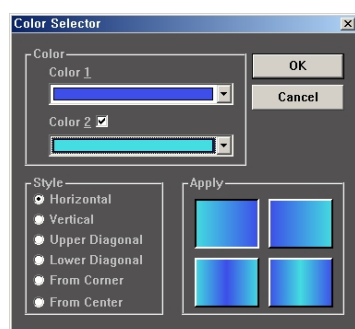 Color Selector
Color
Color 1
OK
Cancel
Color 2
Style
Horizontal
Vertical
Upper Diagonal
Lower Diagonal
From Corner
From Center
Apply